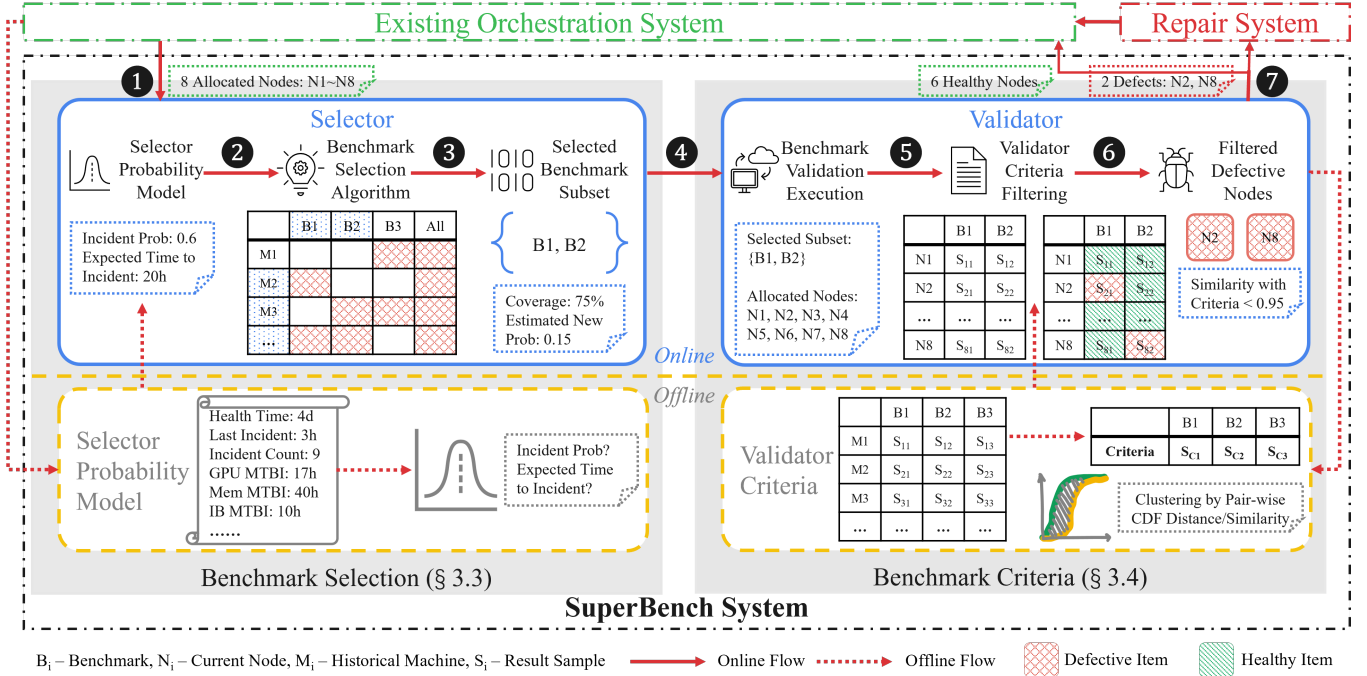 Existing Orchestration System
Repair System
1
8 Allocated Nodes: N1~N8
6 Healthy Nodes
2 Defects: N2, N8
7
Selector
Selector
Probability
Model
2
Benchmark
Selection
Algorithm
3
1010
1010
Selected
Benchmark
Subset
Incident Prob: 0.6
Expected Time to
Incident: 20h
B1 B2 B3 All
M1
M2
M3
...
{ B1, B2 }
Coverage: 75%
Estimated New
Prob: 0.15
4
Validator
Benchmark
Validation
Execution
5
Validator
Criteria
Filtering
6
Filtered
Defective
Nodes
Selected Subset:
{B1, B2}
Allocated Nodes:
N1, N2, N3, N4
N5, N6, N7, N8
B1 B2
N1 S11 S12
N2 S21 S22
... ... ...
N8 S81 S82
B1 B2
N1 S11 S12
N2 S21 S22
... ... ...
N8 S81 S82
N2 N8
Similarity with
Criteria < 0.95
Online
Offline
Selector
Probability
Model
Health Time: 4d
Last Incident: 3h
Incident Count: 9
GPU MTBI: 17h
Mem MTBI: 40h
IB MTBI: 10h
......
Incident Prob?
Expected Time
to Incident?
Benchmark Selection (§ 3.3)
Validator
Criteria
B1 B2 B3
M1 S11 S12 S13
M2 S21 S22 S23
M3 S31 S32 S33
... ... ... ...
B1 B2 B3
Criteria SC1 SC2 SC3
Clustering by Pair-wise
CDF Distance/Similarity
Benchmark Criteria (§ 3.4)
SuperBench System
Bi – Benchmark, Ni – Current Node, Mi – Historical Machine, Si – Result Sample
Online Flow
Offline Flow
Defective Item
Healthy Item